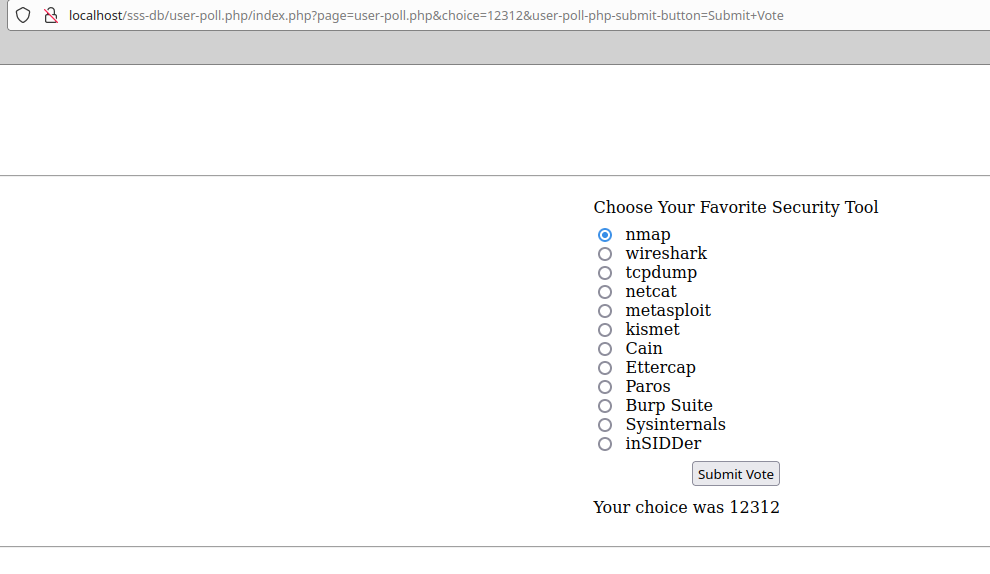 localhost/sss-db/user-poll.php/index.php?page=user-poll.php&choice=12312&user-poll-php-submit-button=Submit+Vote
Choose Your Favorite Security Tool
nmap
wireshark
tcpdump
netcat
metasploit
kismet
Cain
Ettercap
Paros
Burp Suite
Sysinternals
inSIDDer
Submit Vote
Your choice was 12312